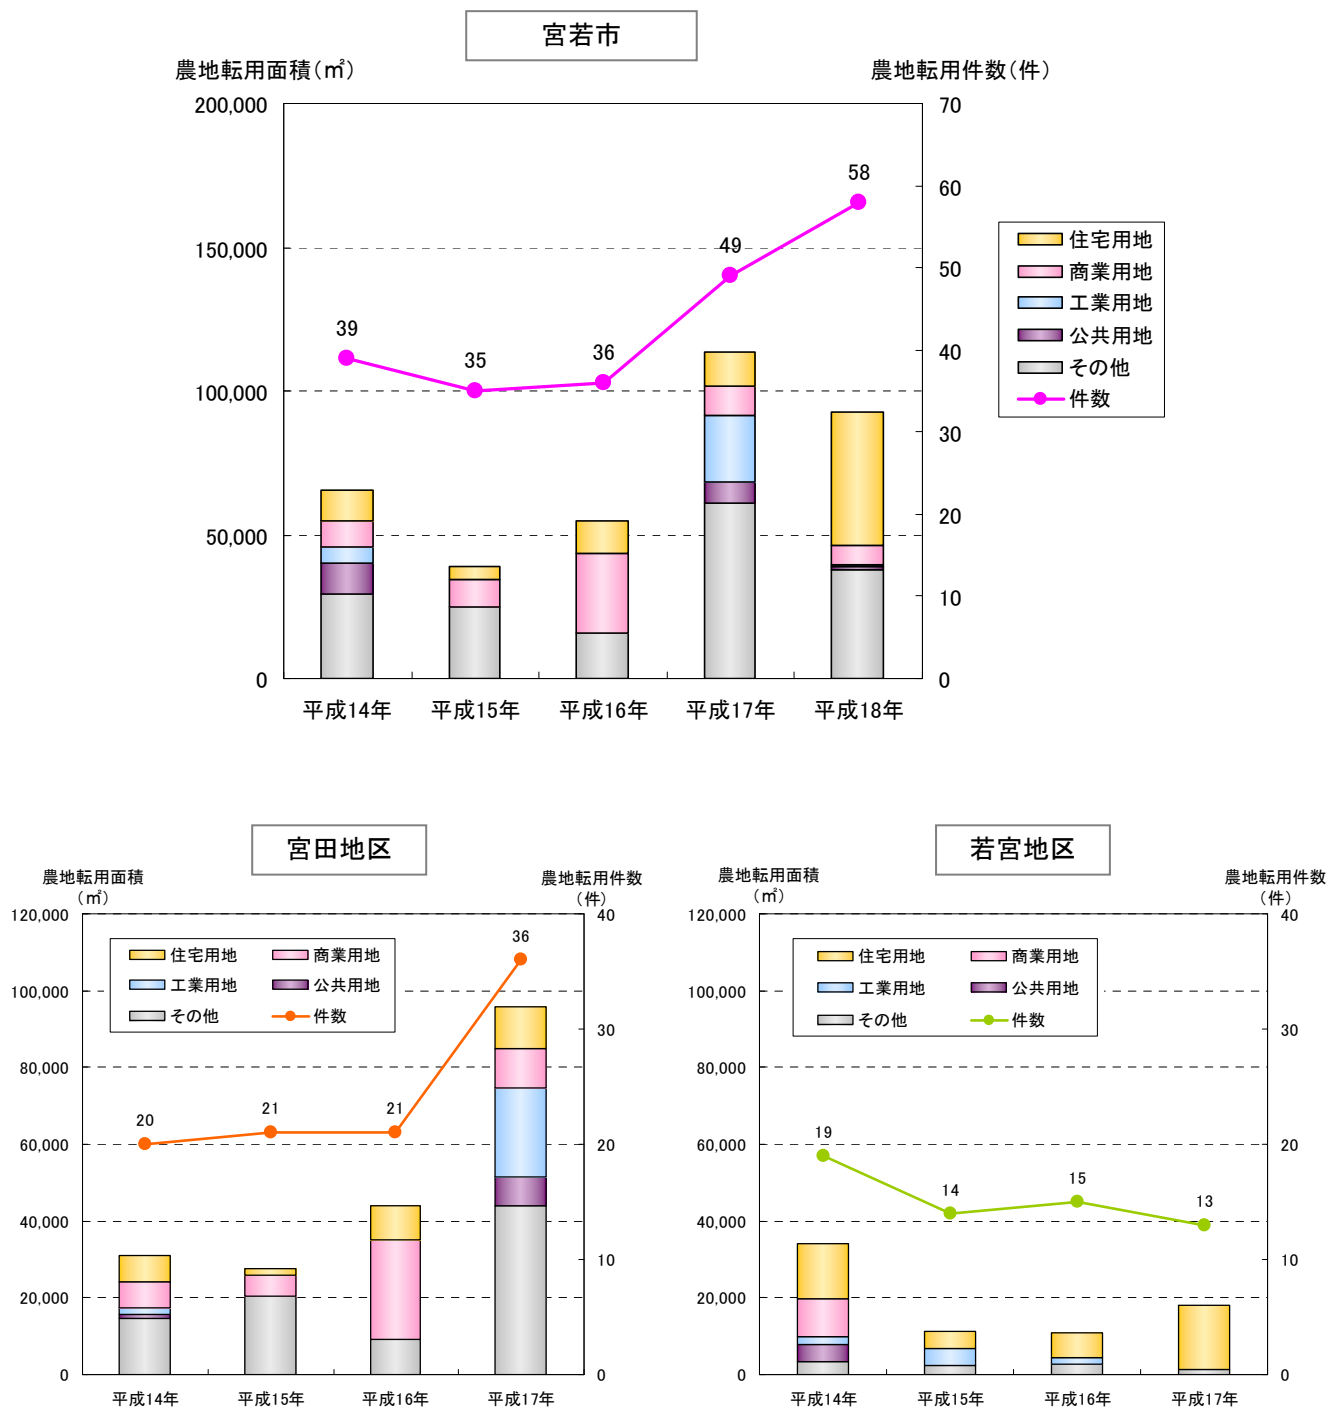 宮若市
農地転用面積(㎡)
農地転用件数(件)
200,000
150,000
100,000
50,000
0
70
60
50
40
30
20
10
0
39
35
36
49
58
平成14年
平成15年
平成16年
平成17年
平成18年
住宅用地
商業用地
工業用地
公共用地
その他
件数
宮田地区
農地転用面積
(㎡)
農地転用件数
(件)
120,000
100,000
80,000
60,000
40,000
20,000
0
40
30
20
10
0
住宅用地
商業用地
工業用地
公共用地
その他
件数
20
21
21
36
平成14年
平成15年
平成16年
平成17年
若宮地区
農地転用面積
(㎡)
農地転用件数
(件)
120,000
100,000
80,000
60,000
40,000
20,000
0
40
30
20
10
0
住宅用地
商業用地
工業用地
公共用地
その他
件数
19
14
15
13
平成14年
平成15年
平成16年
平成17年